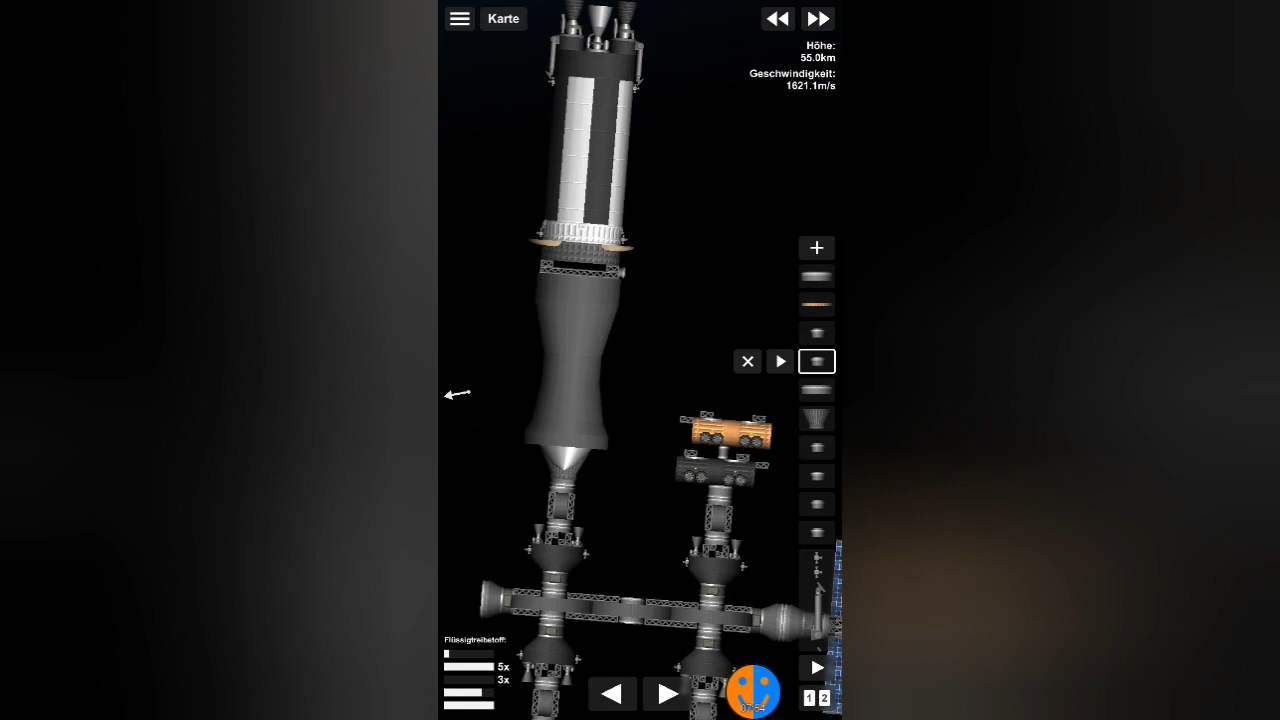 Karte
Höhe:
55.0km
Geschwindigkeit:
1621.1m/s
Flüssigtreibstoff:
5x
3x
1 2